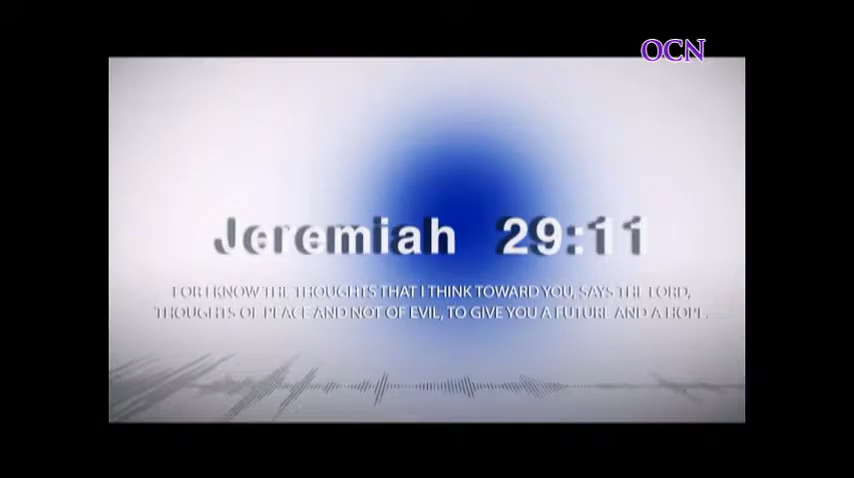 OCN
Jeremiah 29:11
FOR I KNOW THE THOUGHTS THAT I THINK TOWARD YOU, SAYS THE LORD,
THOUGHTS OF PEACE AND NOT OF EVIL, TO GIVE YOU A FUTURE AND A HOPE.